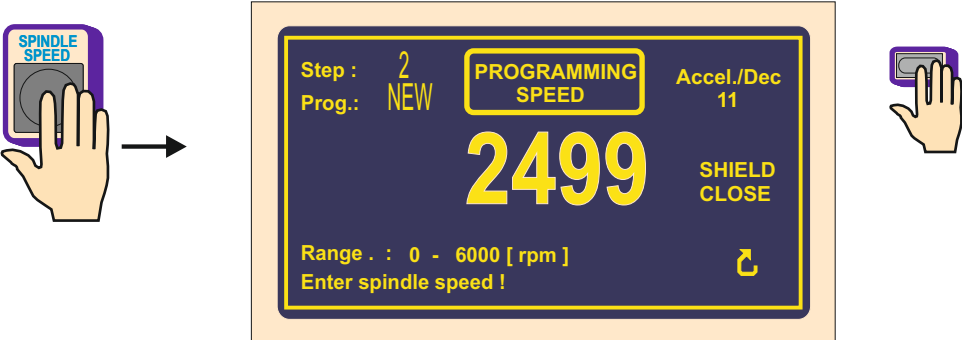 SPINDLE
SPEED
Step : 2
Prog.: NEW
PROGRAMMING
SPEED
Accel./Dec
11
2499
SHIELD
CLOSE
Range . : 0 - 6000 [ rpm ]
Enter spindle speed !